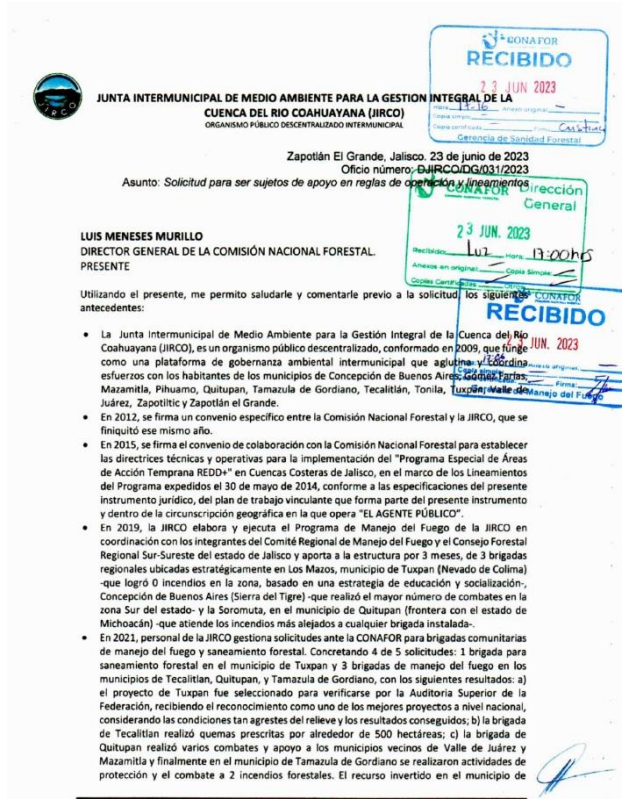 CONAFOR
RECIBIDO
23 JUN 2023
Hora: 17-16 Anexo original: —
Copia simple:
Copia certificada Cristina
Gerencia de Sanidad Forestal
JIRCO
JUNTA INTERMUNICIPAL DE MEDIO AMBIENTE PARA LA GESTION INTEGRAL DE LA
CUENCA DEL RIO COAHUAYANA (JIRCO)
ORGANISMO PÚBLICO DESCENTRALIZADO INTERMUNICIPAL
Zapotlán El Grande, Jalisco. 23 de junio de 2023
Oficio número: DJIRCO/DG/031/2023
Asunto: Solicitud para ser sujetos de apoyo en reglas de operación y lineamientos
CONAFOR Dirección
General
23 JUN. 2023
Recibido: Luz Hora: 17:00hrs
Anexos en original: Copia Simple:
Copias Certificadas Otros
LUIS MENESES MURILLO
DIRECTOR GENERAL DE LA COMISIÓN NACIONAL FORESTAL.
PRESENTE
CONAFOR
RECIBIDO
23 JUN. 2023
Anexo original:
Copia simple:
Firma:
Gerencia de Manejo del Fuego
Utilizando el presente, me permito saludarle y comentarle previo a la solicitud, los siguientes
antecedentes:
• La Junta Intermunicipal de Medio Ambiente para la Gestión Integral de la Cuenca del Río
Coahuayana (JIRCO), es un organismo público descentralizado, conformado en 2009, que funge
como una plataforma de gobernanza ambiental intermunicipal que aglutina y coordina
esfuerzos con los habitantes de los municipios de Concepción de Buenos Aires, Gómez Farías,
Mazamitla, Pihuamo, Quitupan, Tamazula de Gordiano, Tecalitlán, Tonila, Tuxpan, Valle de
Juárez, Zapotiltic y Zapotlán el Grande.
• En 2012, se firma un convenio específico entre la Comisión Nacional Forestal y la JIRCO, que se
finiquitó ese mismo año.
• En 2015, se firma el convenio de colaboración con la Comisión Nacional Forestal para establecer
las directrices técnicas y operativas para la implementación del "Programa Especial de Áreas
de Acción Temprana REDD+" en Cuencas Costeras de Jalisco, en el marco de los Lineamientos
del Programa expedidos el 30 de mayo de 2014, conforme a las especificaciones del presente
instrumento jurídico, del plan de trabajo vinculante que forma parte del presente instrumento
y dentro de la circunscripción geográfica en la que opera "EL AGENTE PÚBLICO".
• En 2019, la JIRCO elabora y ejecuta el Programa de Manejo del Fuego de la JIRCO en
coordinación con los integrantes del Comité Regional de Manejo del Fuego y el Consejo Forestal
Regional Sur-Sureste del estado de Jalisco y aporta a la estructura por 3 meses, de 3 brigadas
regionales ubicadas estratégicamente en Los Mazos, municipio de Tuxpan (Nevado de Colima)
-que logró 0 incendios en la zona, basado en una estrategia de educación y socialización-,
Concepción de Buenos Aires (Sierra del Tigre) -que realizó el mayor número de combates en la
zona Sur del estado- y la Soromuta, en el municipio de Quitupan (frontera con el estado de
Michoacán) -que atiende los incendios más alejados a cualquier brigada instalada-.
• En 2021, personal de la JIRCO gestiona solicitudes ante la CONAFOR para brigadas comunitarias
de manejo del fuego y saneamiento forestal. Concretando 4 de 5 solicitudes: 1 brigada para
saneamiento forestal en el municipio de Tuxpan y 3 brigadas de manejo del fuego en los
municipios de Tecalitlan, Quitupan, y Tamazula de Gordiano, con los siguientes resultados: a)
el proyecto de Tuxpan fue seleccionado para verificarse por la Auditoria Superior de la
Federación, recibiendo el reconocimiento como uno de los mejores proyectos a nivel nacional,
considerando las condiciones tan agrestes del relieve y los resultados conseguidos; b) la brigada
de Tecalitlan realizó quemas prescritas por alrededor de 500 hectáreas; c) la brigada de
Quitupan realizó varios combates y apoyo a los municipios vecinos de Valle de Juárez y
Mazamitla y finalmente en el municipio de Tamazula de Gordiano se realizaron actividades de
protección y el combate a 2 incendios forestales. El recurso invertido en el municipio de